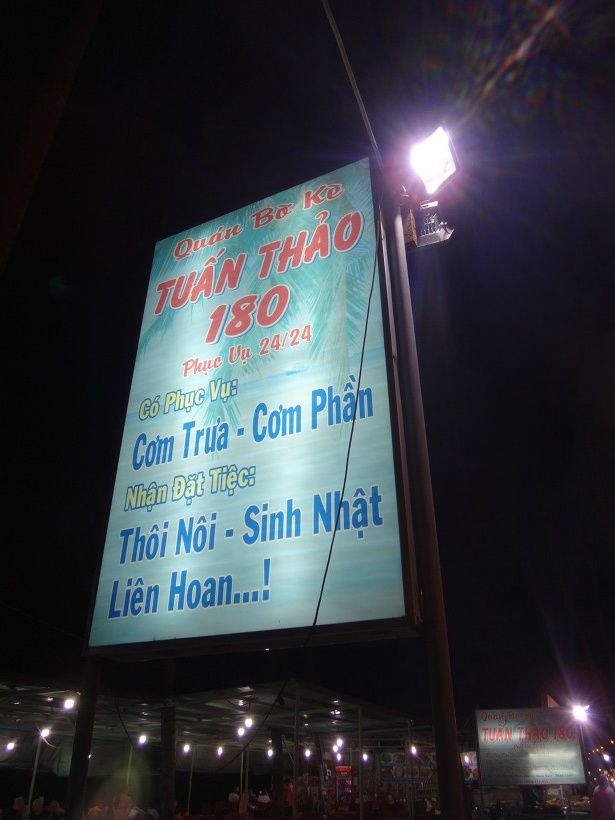 Quán Bờ Kè
TUẤN THẢO
180
Phục Vụ 24/24
Có Phục Vụ:
Cơm Trưa - Cơm Phần
Nhận Đặt Tiệc:
Thôi Nôi - Sinh Nhật
Liên Hoan...!
TUẤN THẢO 180